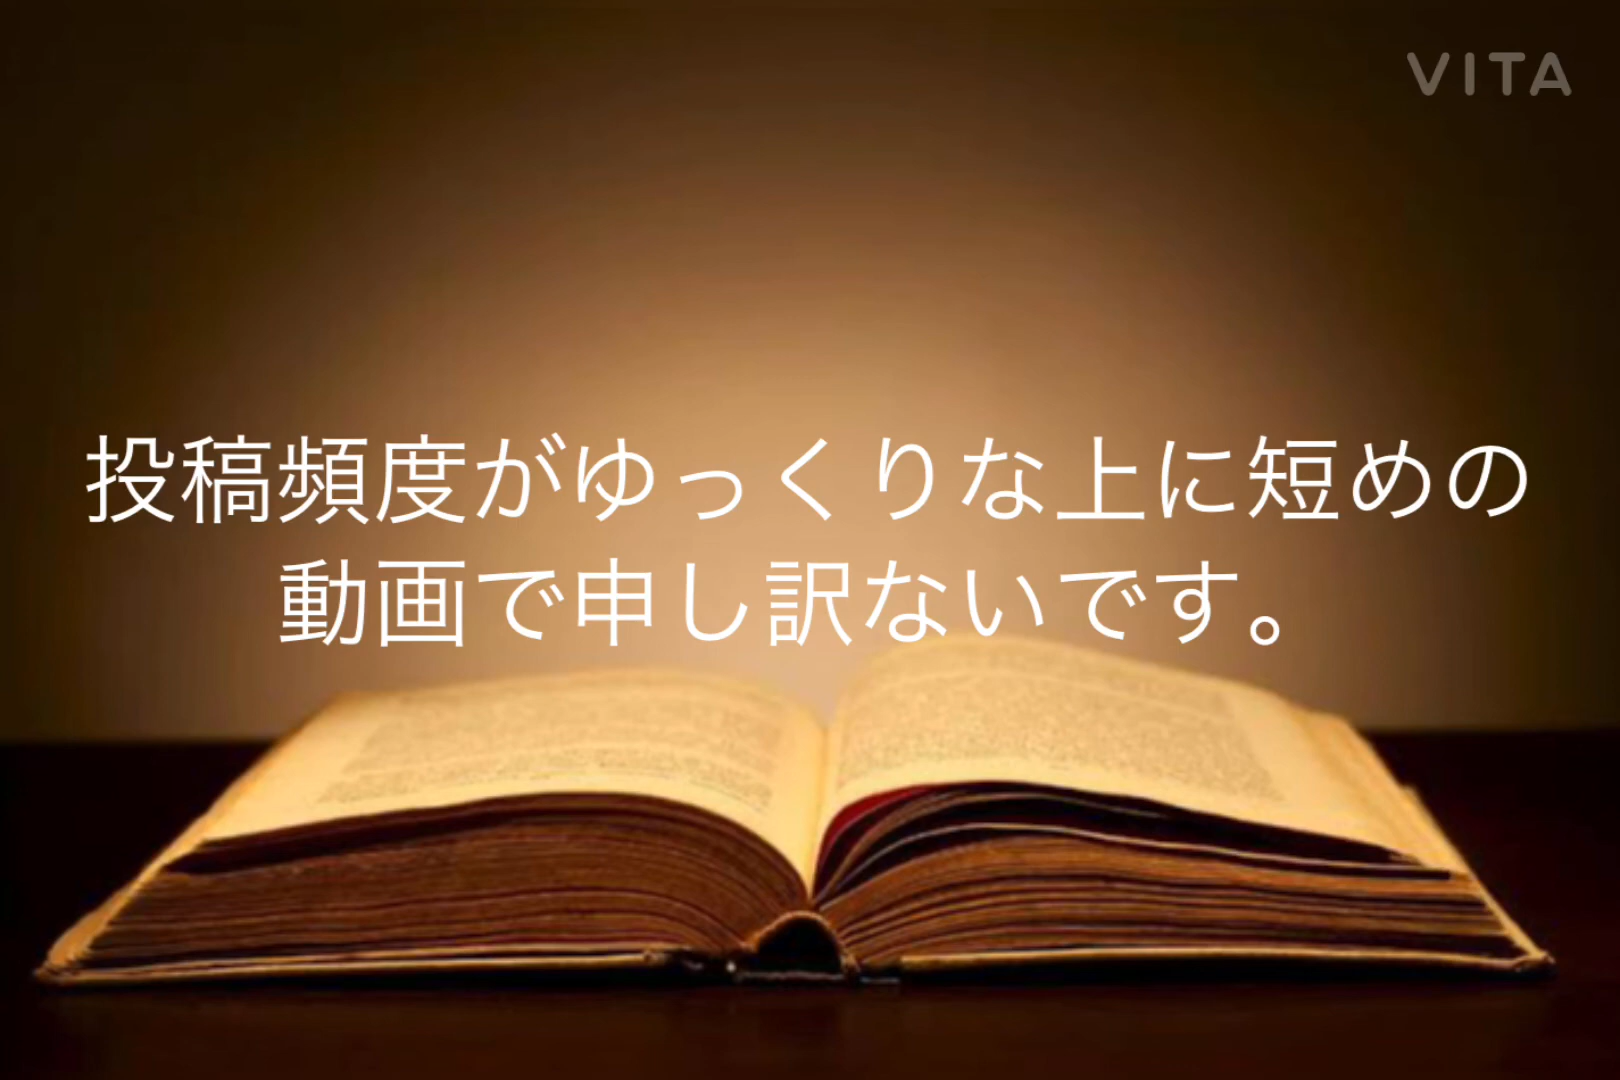 VITA
投稿頻度がゆっくりな上に短めの
動画で申し訳ないです。